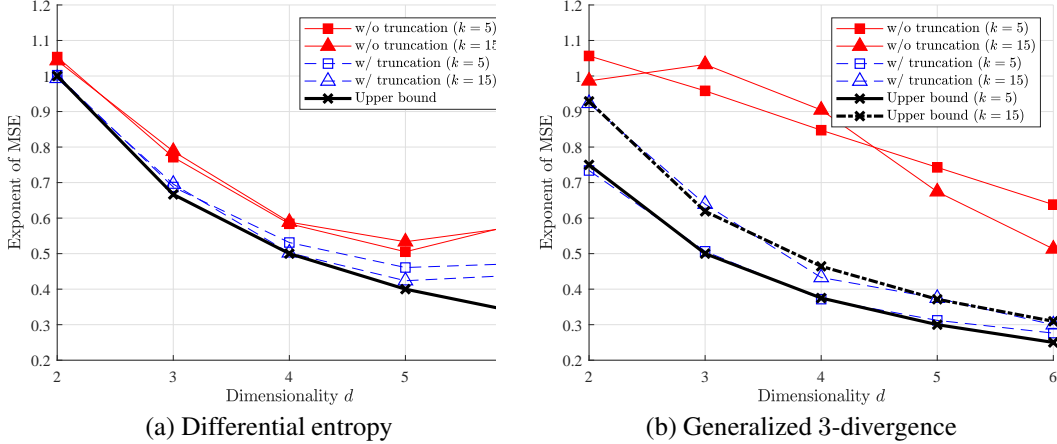 1.2
1.1
1
0.9
0.8
0.7
0.6
0.5
0.4
0.3
0.2
2
3
4
5
Exponent of MSE
Dimensionality d
w/o truncation (k = 5)
w/o truncation (k = 15)
w/ truncation (k = 5)
w/ truncation (k = 15)
Upper bound
(a) Differential entropy
1.2
1.1
1
0.9
0.8
0.7
0.6
0.5
0.4
0.3
0.2
2
3
4
5
6
Exponent of MSE
Dimensionality d
w/o truncation (k = 5)
w/o truncation (k = 15)
w/ truncation (k = 5)
w/ truncation (k = 15)
Upper bound (k = 5)
Upper bound (k = 15)
(b) Generalized 3-divergence